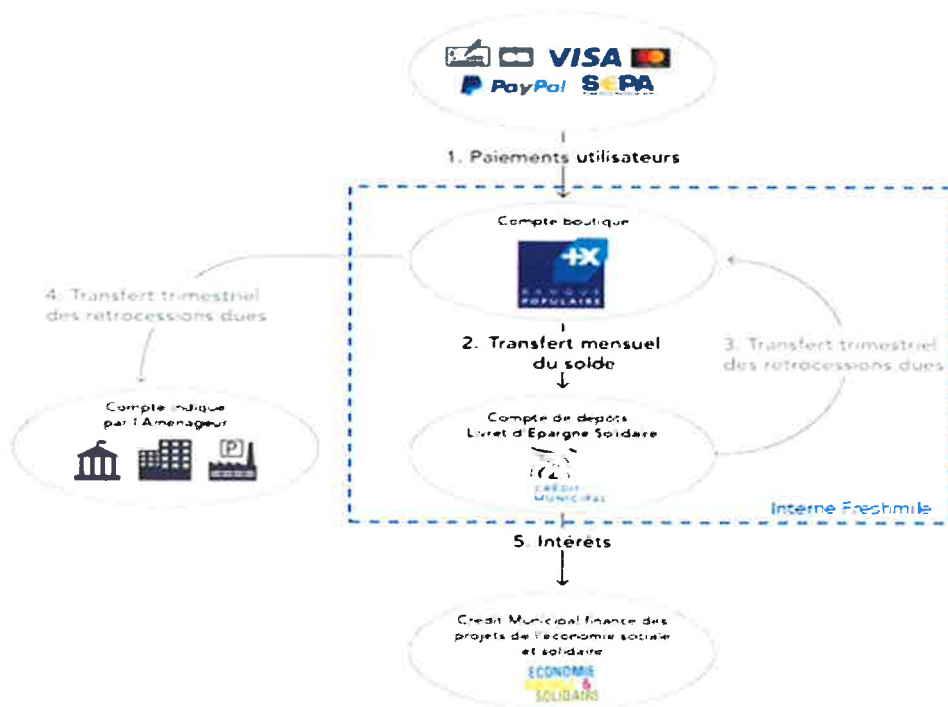 VISA
PayPal SEPA
1. Paiements utilisateurs
Compte boutique
+X
BANQUE
POPULAIRE
4. Transfert trimestriel
des retrocessions dues
2. Transfert mensuel
du solde
3. Transfert trimestriel
des retrocessions dues
Compte indique
par l'Aménageur
P
Compte de dépôts
Livret d'Epargne Solidaire
CRÉDIT
MUNICIPAL
Interne Freshmile
5. Intérêts
Crédit Municipal finance des
projets de l'économie sociale
et solidaire
ECONOMIE
&
SOLIDAIRE